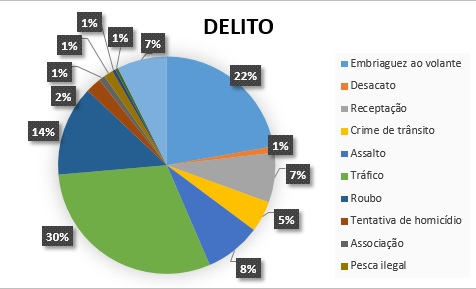 DELITO
1%
1%
1%
1%
2%
14%
30%
7%
22%
1%
7%
5%
8%
Embriaguez ao volante
Desacato
Receptação
Crime de trânsito
Assalto
Tráfico
Roubo
Tentativa de homicídio
Associação
Pesca ilegal